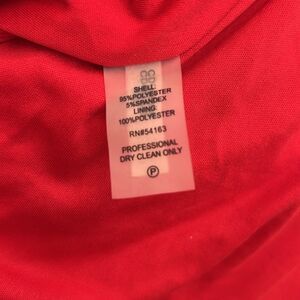 SHELL:
95%POLYESTER
5%SPANDEX
LINING:
100%POLYESTER
RN#54163
PROFESSIONAL
DRY CLEAN ONLY
P